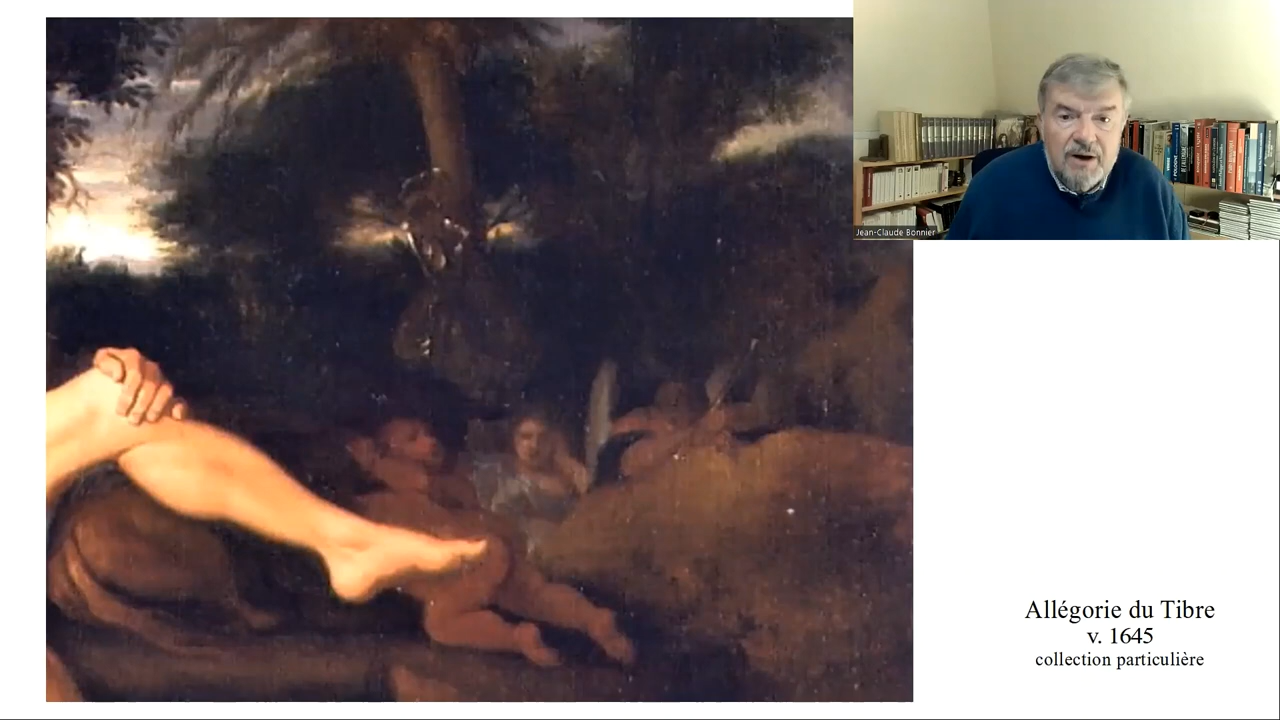 Jean-Claude Bonnier
Allégorie du Tibre
v. 1645
collection particulière